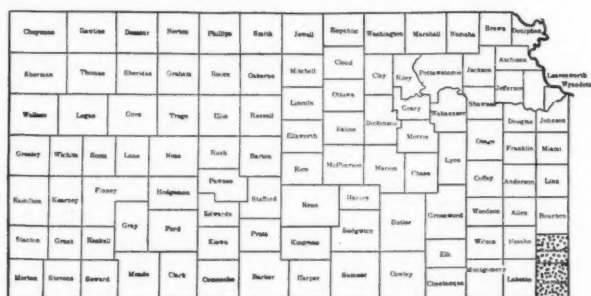 Cheyenne Rawlins Decatur Norton Phillips Smith Jewell Republic Washington Marshall Nemaha Brown Doniphan
Sherman Thomas Sheridan Graham Rooks Osborne Mitchell Cloud Clay Riley Pottawatomie Jackson Atchison Leavenworth
Jefferson Wyandotte
Lincoln Ottawa Geary Wabaunsee Shawnee
Wallace Logan Gove Trego Ellis Russell Ellsworth Saline Dickinson Morris Osage Douglas Johnson
Greeley Wichita Scott Lane Ness Rush Barton Rice McPherson Marion Chase Lyon Franklin Miami
Hamilton Kearney Finney Hodgeman Pawnee Stafford Reno Harvey Coffey Anderson Linn
Gray Ford Edwards Sedgwick Butler Greenwood Woodson Allen Bourbon
Stanton Grant Haskell Kiowa Pratt Kingman Elk Wilson Neosho
Morton Stevens Seward Meade Clark Comanche Barber Harper Sumner Cowley Chautauqua Montgomery Labette